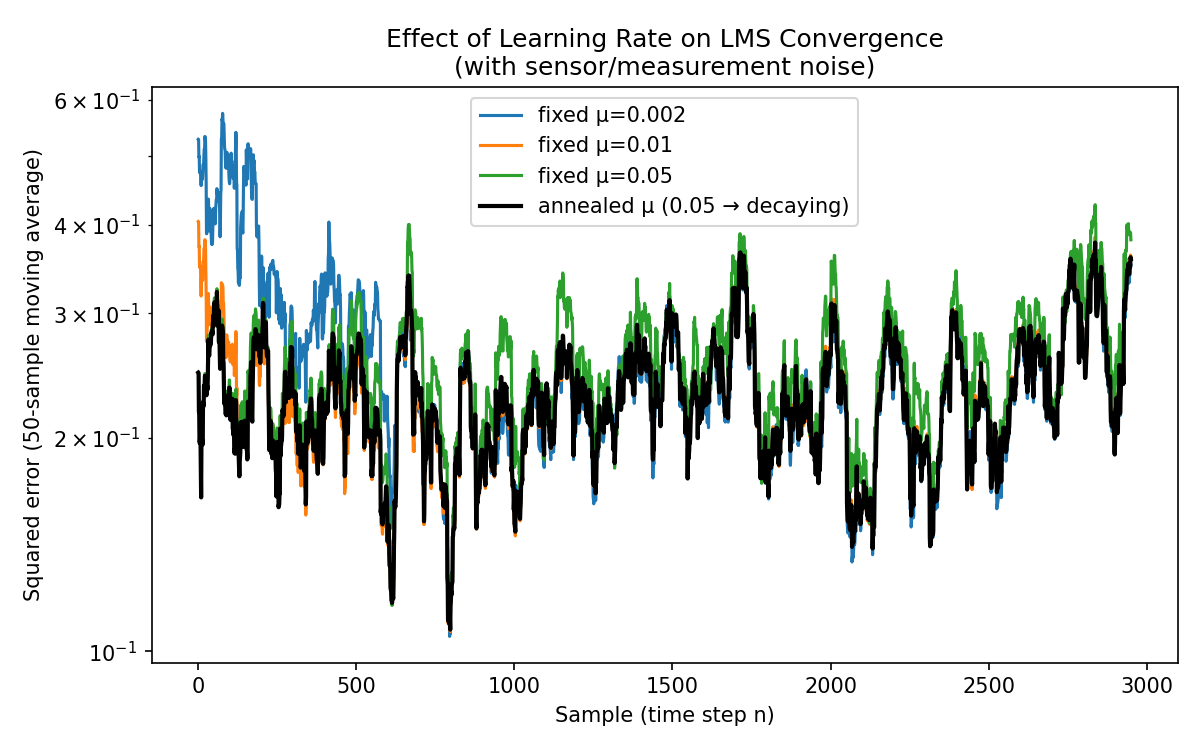 Effect of Learning Rate on LMS Convergence
(with sensor/measurement noise)
fixed μ=0.002
fixed μ=0.01
fixed μ=0.05
annealed μ (0.05 → decaying)
Squared error (50-sample moving average)
6 × 10⁻¹
4 × 10⁻¹
3 × 10⁻¹
2 × 10⁻¹
10⁻¹
0 500 1000 1500 2000 2500 3000
Sample (time step n)